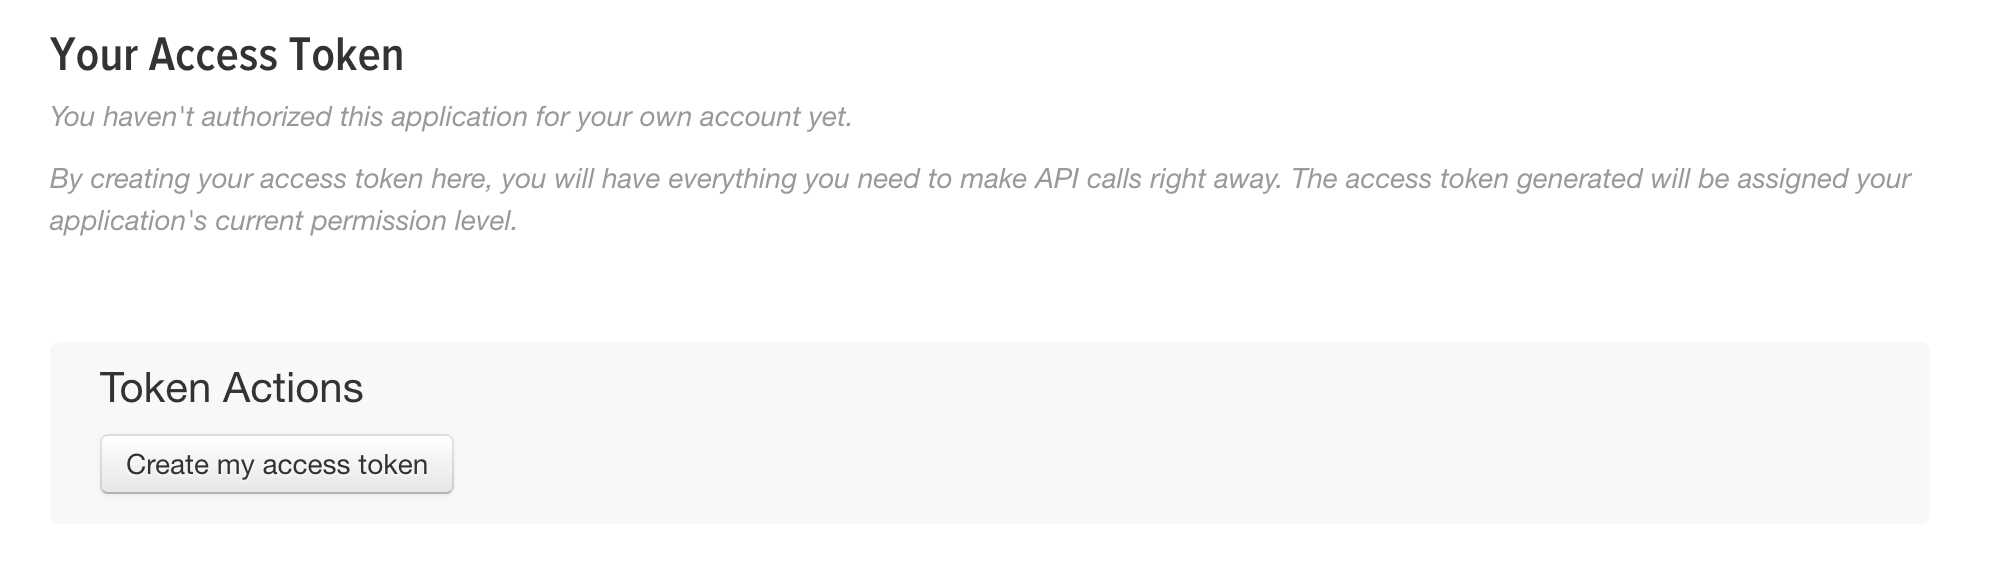 Your Access Token
You haven't authorized this application for your own account yet.
By creating your access token here, you will have everything you need to make API calls right away. The access token generated will be assigned your
application's current permission level.
Token Actions
Create my access token